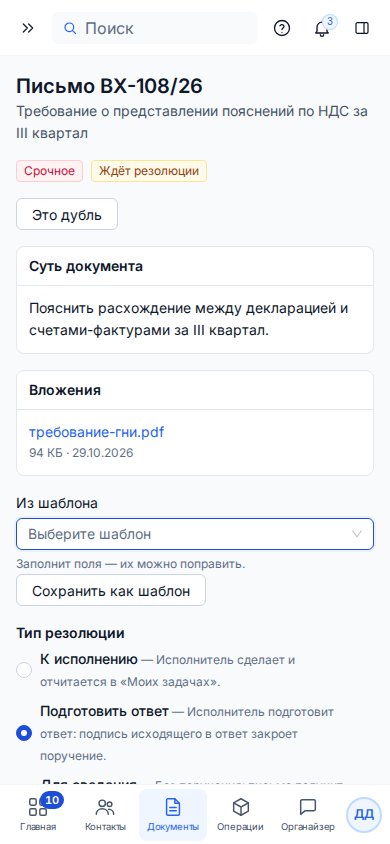 Поиск
3
Письмо ВХ-108/26
Требование о представлении пояснений по НДС за
III квартал
Срочное
Ждёт резолюции
Это дубль
Суть документа
Пояснить расхождение между декларацией и
счетами-фактурами за III квартал.
Вложения
требование-гни.pdf
94 КБ · 29.10.2026
Из шаблона
Выберите шаблон
Заполнит поля — их можно поправить.
Сохранить как шаблон
Тип резолюции
К исполнению — Исполнитель сделает и
отчитается в «Моих задачах».
Подготовить ответ — Исполнитель подготовит
ответ: подпись исходящего в ответ закроет
поручение.
10
Главная
Контакты
Документы
Операции
Органайзер
ДД